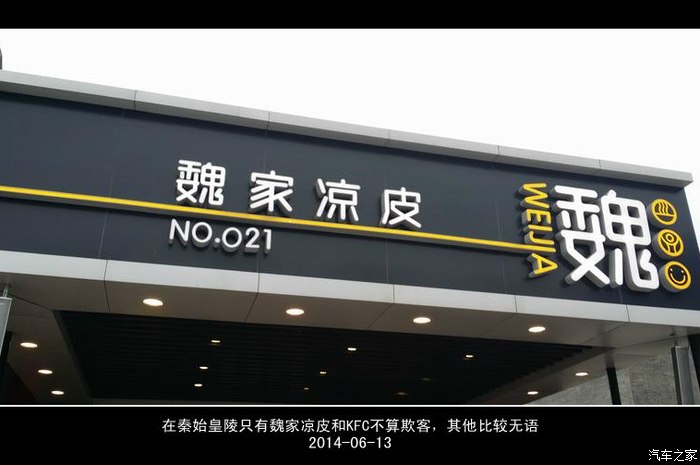 魏家凉皮
NO.021
WEIJIA
魏
在秦始皇陵只有魏家凉皮和KFC不算欺客，其他比较无语
2014-06-13
汽车之家